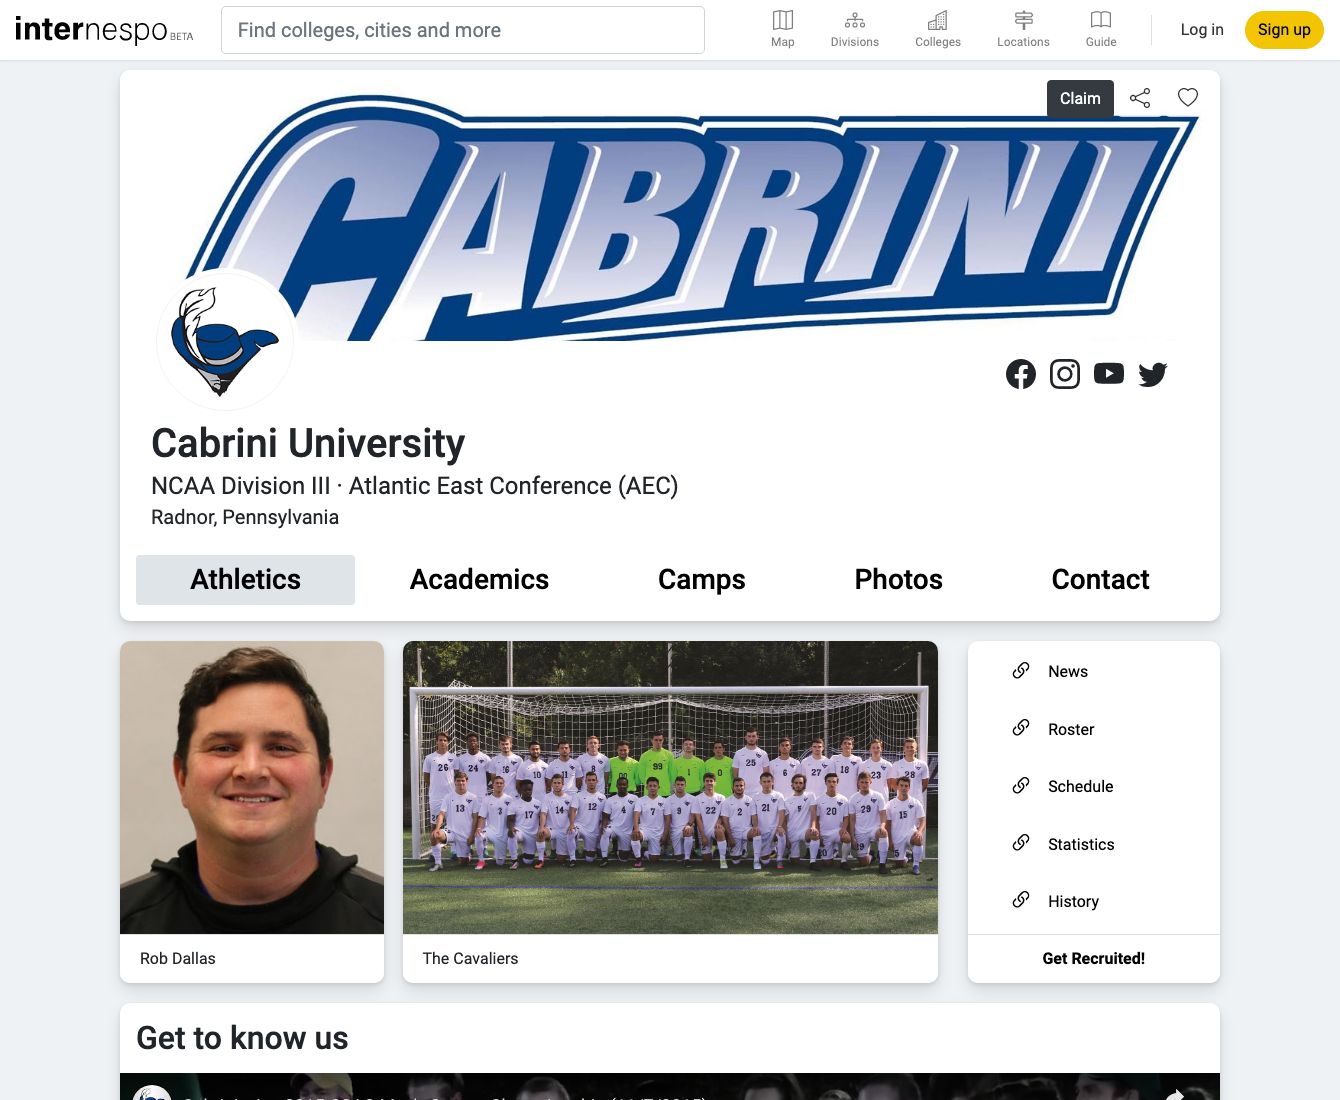 internespo BETA
Find colleges, cities and more
Map
Divisions
Colleges
Locations
Guide
Log in
Sign up
Claim
CABRINI
Cabrini University
NCAA Division III · Atlantic East Conference (AEC)
Radnor, Pennsylvania
Athletics
Academics
Camps
Photos
Contact
Rob Dallas
The Cavaliers
News
Roster
Schedule
Statistics
History
Get Recruited!
Get to know us